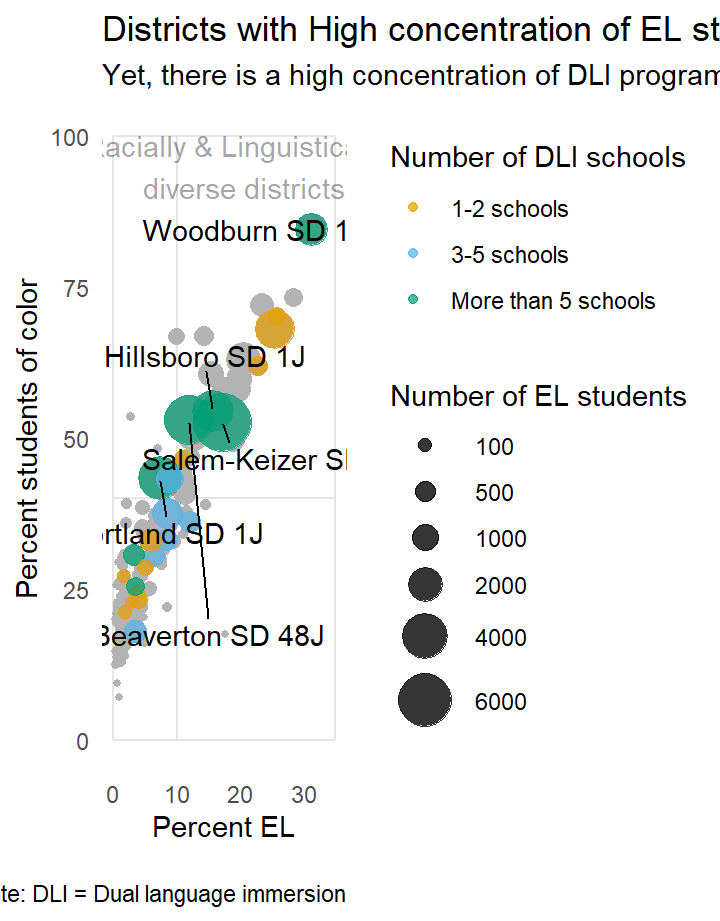 Districts with High concentration of EL st
Yet, there is a high concentration of DLI program
Percent students of color
100
75
50
25
0
acially & Linguistica
diverse districts
Woodburn SD 1
Hillsboro SD 1J
Salem-Keizer S
ortland SD 1J
Beaverton SD 48J
0 10 20 30
Percent EL
Number of DLI schools
1-2 schools
3-5 schools
More than 5 schools
Number of EL students
100
500
1000
2000
4000
6000
te: DLI = Dual language immersion